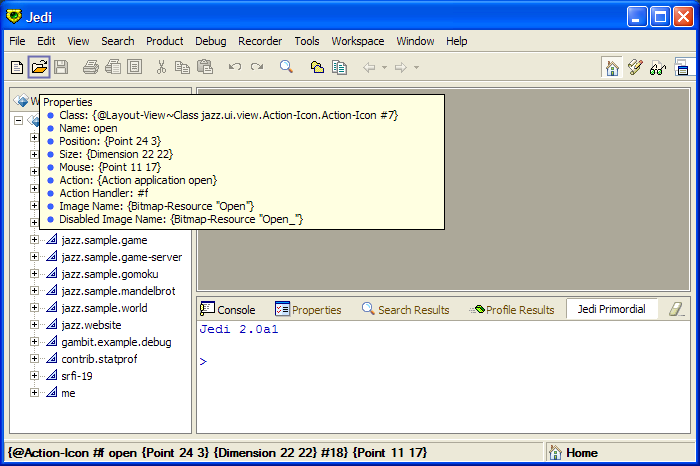 Jedi
File Edit View Search Product Debug Recorder Tools Workspace Window Help
W
Properties
Class: {@Layout-View~Class jazz.ui.view.Action-Icon.Action-Icon #7}
Name: open
Position: {Point 24 3}
Size: {Dimension 22 22}
Mouse: {Point 11 17}
Action: {Action application open}
Action Handler: #f
Image Name: {Bitmap-Resource "Open"}
Disabled Image Name: {Bitmap-Resource "Open_"}
jazz.sample.game
jazz.sample.game-server
jazz.sample.gomoku
jazz.sample.mandelbrot
jazz.sample.world
jazz.website
gambit.example.debug
contrib.statprof
srfi-19
me
Console Properties Search Results Profile Results Jedi Primordial
Jedi 2.0a1
>
{@Action-Icon #f open {Point 24 3} {Dimension 22 22} #18} {Point 11 17}
Home